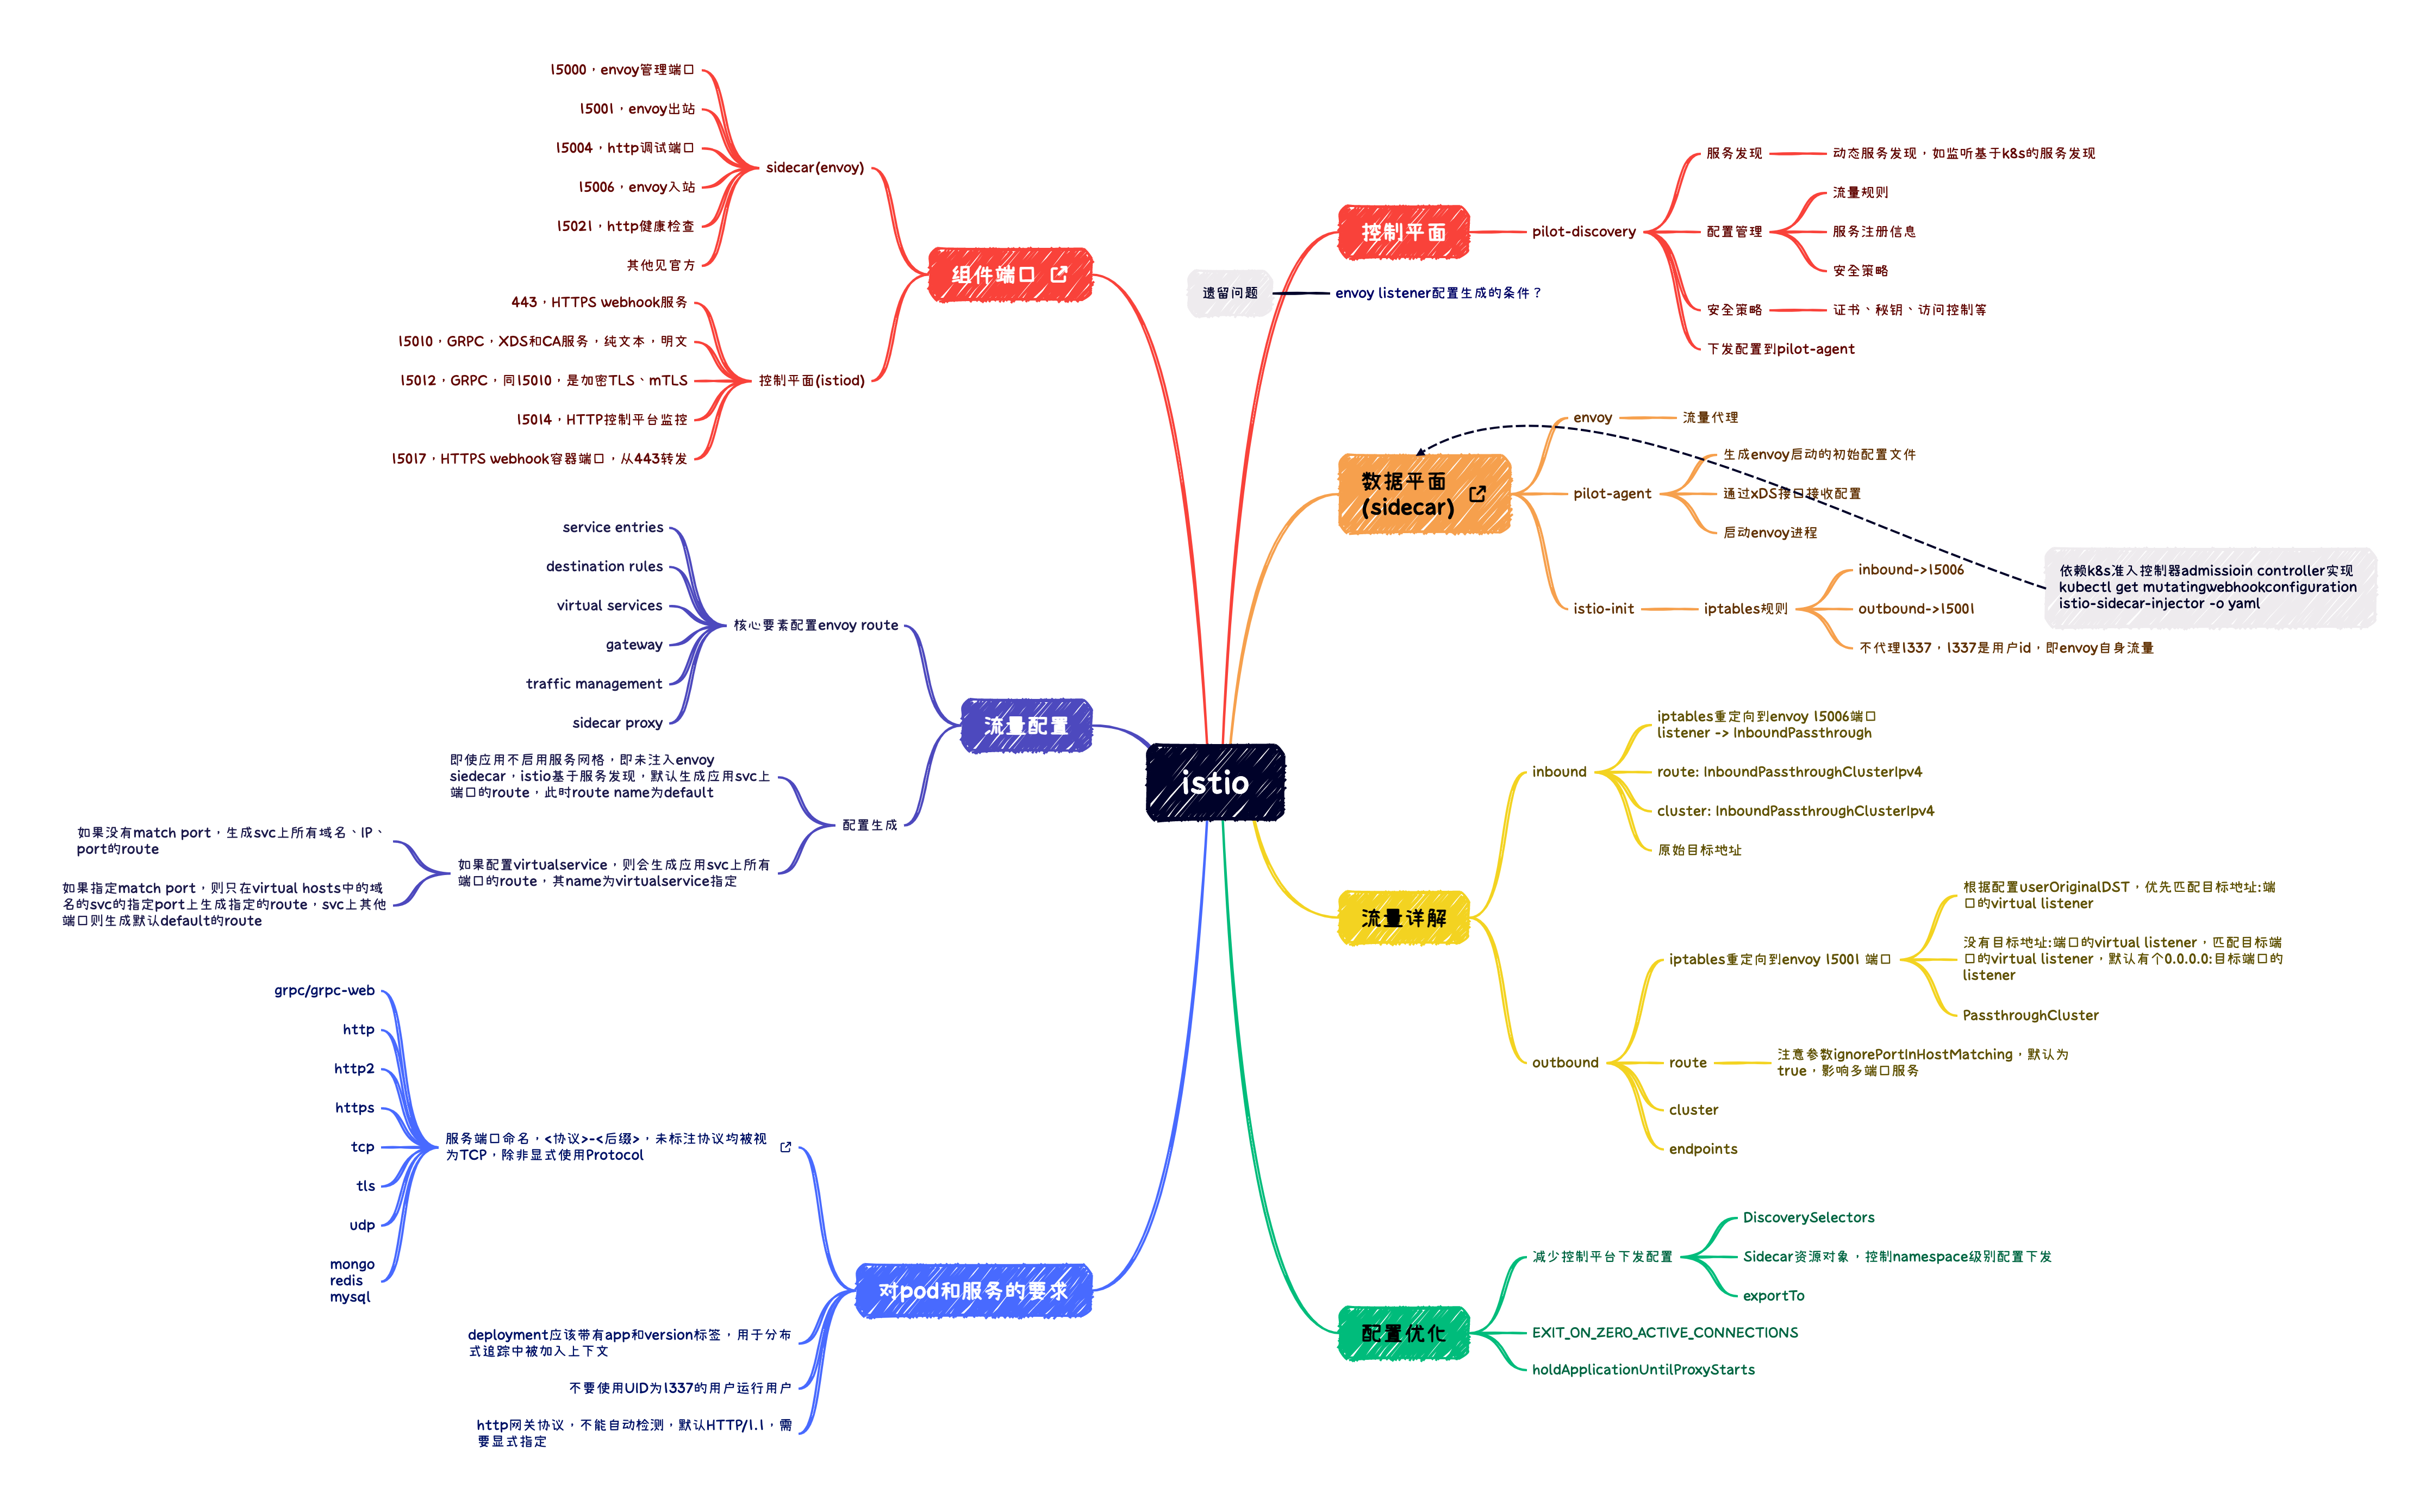 istio
控制平面
pilot-discovery
服务发现
动态服务发现，如监听基于k8s的服务发现
配置管理
流量规则
服务注册信息
安全策略
安全策略
证书、秘钥、访问控制等
下发配置到pilot-agent
遗留问题
envoy listener配置生成的条件？
数据平面
(sidecar)
envoy
流量代理
pilot-agent
生成envoy启动的初始配置文件
通过xDS接口接收配置
启动envoy进程
istio-init
iptables规则
inbound->15006
outbound->15001
不代理1337，1337是用户id，即envoy自身流量
依赖k8s准入控制器admissioin controller实现
kubectl get mutatingwebhookconfiguration
istio-sidecar-injector -o yaml
流量详解
inbound
iptables重定向到envoy 15006端口
listener -> InboundPassthrough
route: InboundPassthroughClusterIpv4
cluster: InboundPassthroughClusterIpv4
原始目标地址
outbound
iptables重定向到envoy 15001 端口
根据配置userOriginalDST，优先匹配目标地址:端
口的virtual listener
没有目标地址:端口的virtual listener，匹配目标端
口的virtual listener，默认有个0.0.0.0:目标端口的
listener
PassthroughCluster
route
注意参数ignorePortInHostMatching，默认为
true，影响多端口服务
cluster
endpoints
配置优化
减少控制平台下发配置
DiscoverySelectors
Sidecar资源对象，控制namespace级别配置下发
exportTo
EXIT_ON_ZERO_ACTIVE_CONNECTIONS
holdApplicationUntilProxyStarts
组件端口
sidecar(envoy)
15000，envoy管理端口
15001，envoy出站
15004，http调试端口
15006，envoy入站
15021，http健康检查
其他见官方
控制平面(istiod)
443，HTTPS webhook服务
15010，GRPC，XDS和CA服务，纯文本，明文
15012，GRPC，同15010，是加密TLS、mTLS
15014，HTTP控制平台监控
15017，HTTPS webhook容器端口，从443转发
流量配置
核心要素配置envoy route
service entries
destination rules
virtual services
gateway
traffic management
sidecar proxy
配置生成
即使应用不启用服务网格，即未注入envoy
siedecar，istio基于服务发现，默认生成应用svc上
端口的route，此时route name为default
如果配置virtualservice，则会生成应用svc上所有
端口的route，其name为virtualservice指定
如果没有match port，生成svc上所有域名、IP、
port的route
如果指定match port，则只在virtual hosts中的域
名的svc的指定port上生成指定的route，svc上其他
端口则生成默认default的route
对pod和服务的要求
服务端口命名，<协议>-<后缀>，未标注协议均被视
为TCP，除非显式使用Protocol
grpc/grpc-web
http
http2
https
tcp
tls
udp
mongo
redis
mysql
deployment应该带有app和version标签，用于分布
式追踪中被加入上下文
不要使用UID为1337的用户运行用户
http网关协议，不能自动检测，默认HTTP/1.1，需
要显式指定